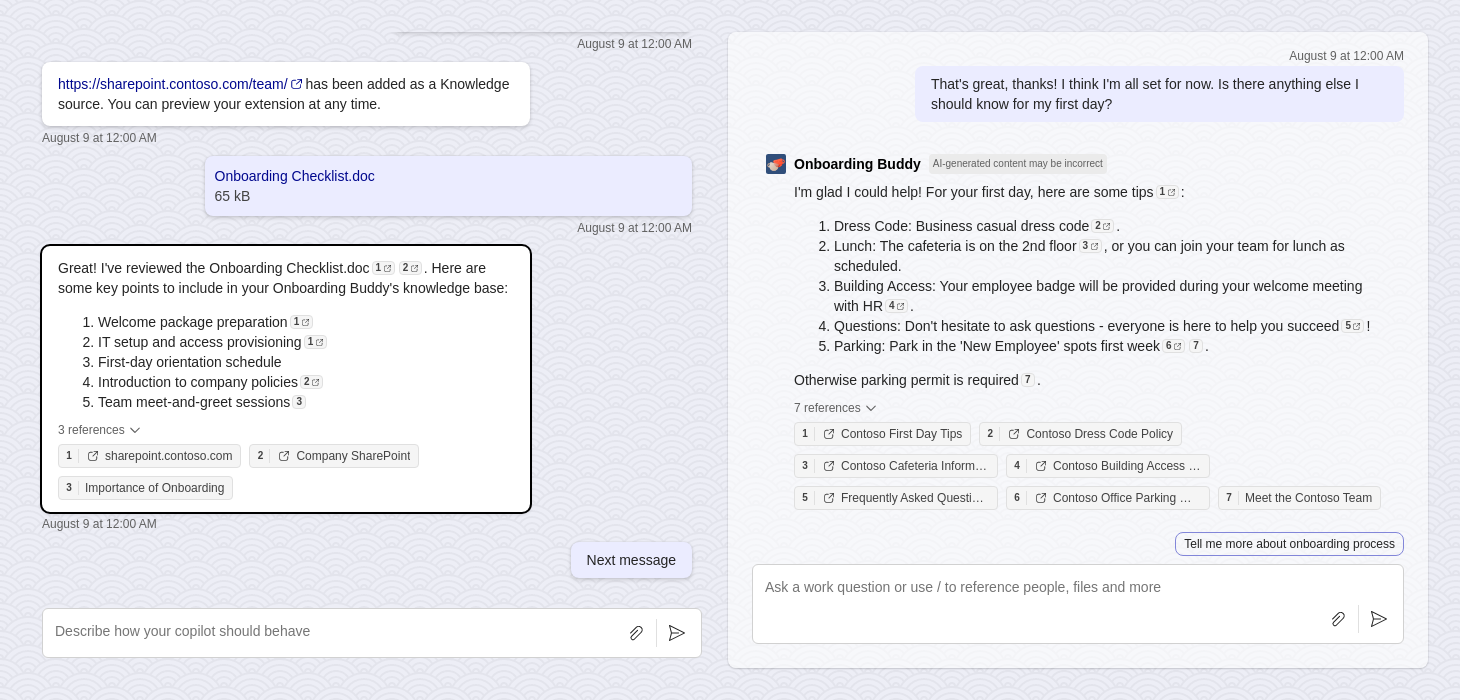 August 9 at 12:00 AM
https://sharepoint.contoso.com/team/ has been added as a Knowledge
source. You can preview your extension at any time.
August 9 at 12:00 AM
Onboarding Checklist.doc
65 kB
August 9 at 12:00 AM
Great! I've reviewed the Onboarding Checklist.doc 1 2 . Here are
some key points to include in your Onboarding Buddy's knowledge base:
1. Welcome package preparation 1
2. IT setup and access provisioning 1
3. First-day orientation schedule
4. Introduction to company policies 2
5. Team meet-and-greet sessions 3
3 references
1 sharepoint.contoso.com 2 Company SharePoint
3 Importance of Onboarding
August 9 at 12:00 AM
Next message
Describe how your copilot should behave
August 9 at 12:00 AM
That's great, thanks! I think I'm all set for now. Is there anything else I
should know for my first day?
Onboarding Buddy AI-generated content may be incorrect
I'm glad I could help! For your first day, here are some tips 1 :
1. Dress Code: Business casual dress code 2 .
2. Lunch: The cafeteria is on the 2nd floor 3 , or you can join your team for lunch as
scheduled.
3. Building Access: Your employee badge will be provided during your welcome meeting
with HR 4 .
4. Questions: Don't hesitate to ask questions - everyone is here to help you succeed 5 !
5. Parking: Park in the 'New Employee' spots first week 6 7 .
Otherwise parking permit is required 7 .
7 references
1 Contoso First Day Tips 2 Contoso Dress Code Policy
3 Contoso Cafeteria Inform… 4 Contoso Building Access …
5 Frequently Asked Questi… 6 Contoso Office Parking … 7 Meet the Contoso Team
Tell me more about onboarding process
Ask a work question or use / to reference people, files and more